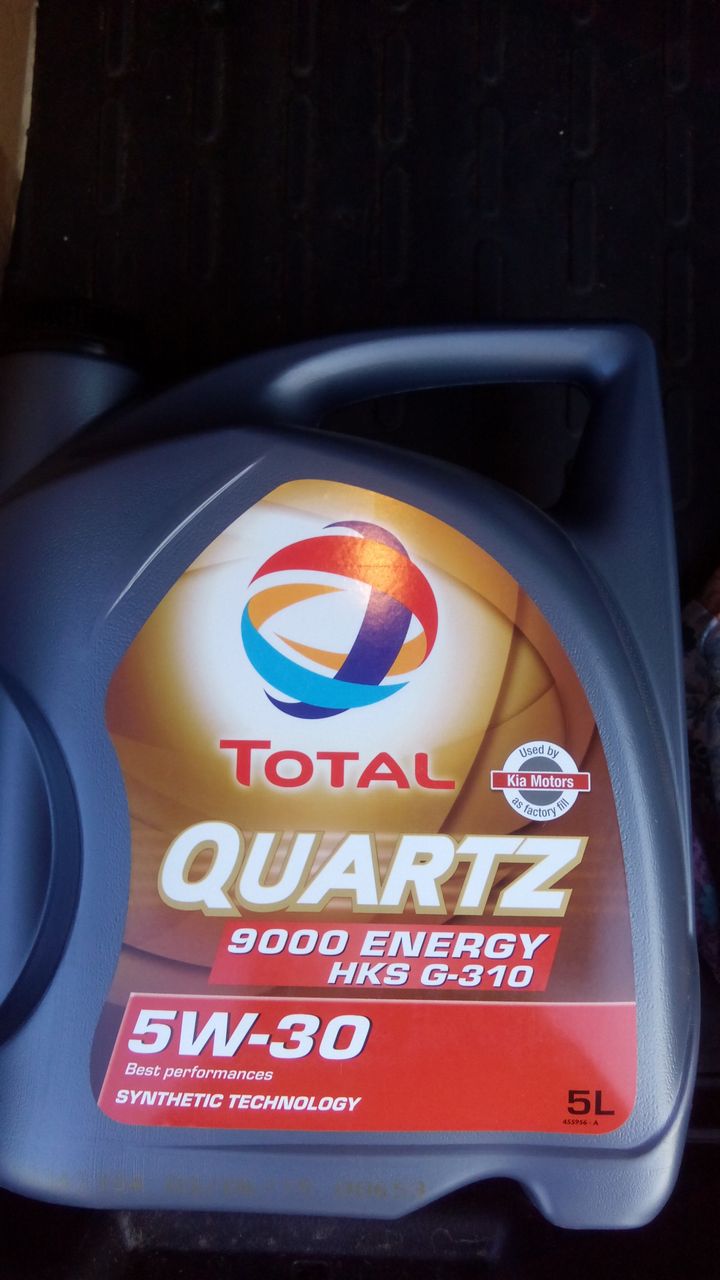 TOTAL
Used by
Kia Motors
as factory fill
QUARTZ
9000 ENERGY
HKS G-310
5W-30
Best performances
SYNTHETIC TECHNOLOGY
5L
455956 - A